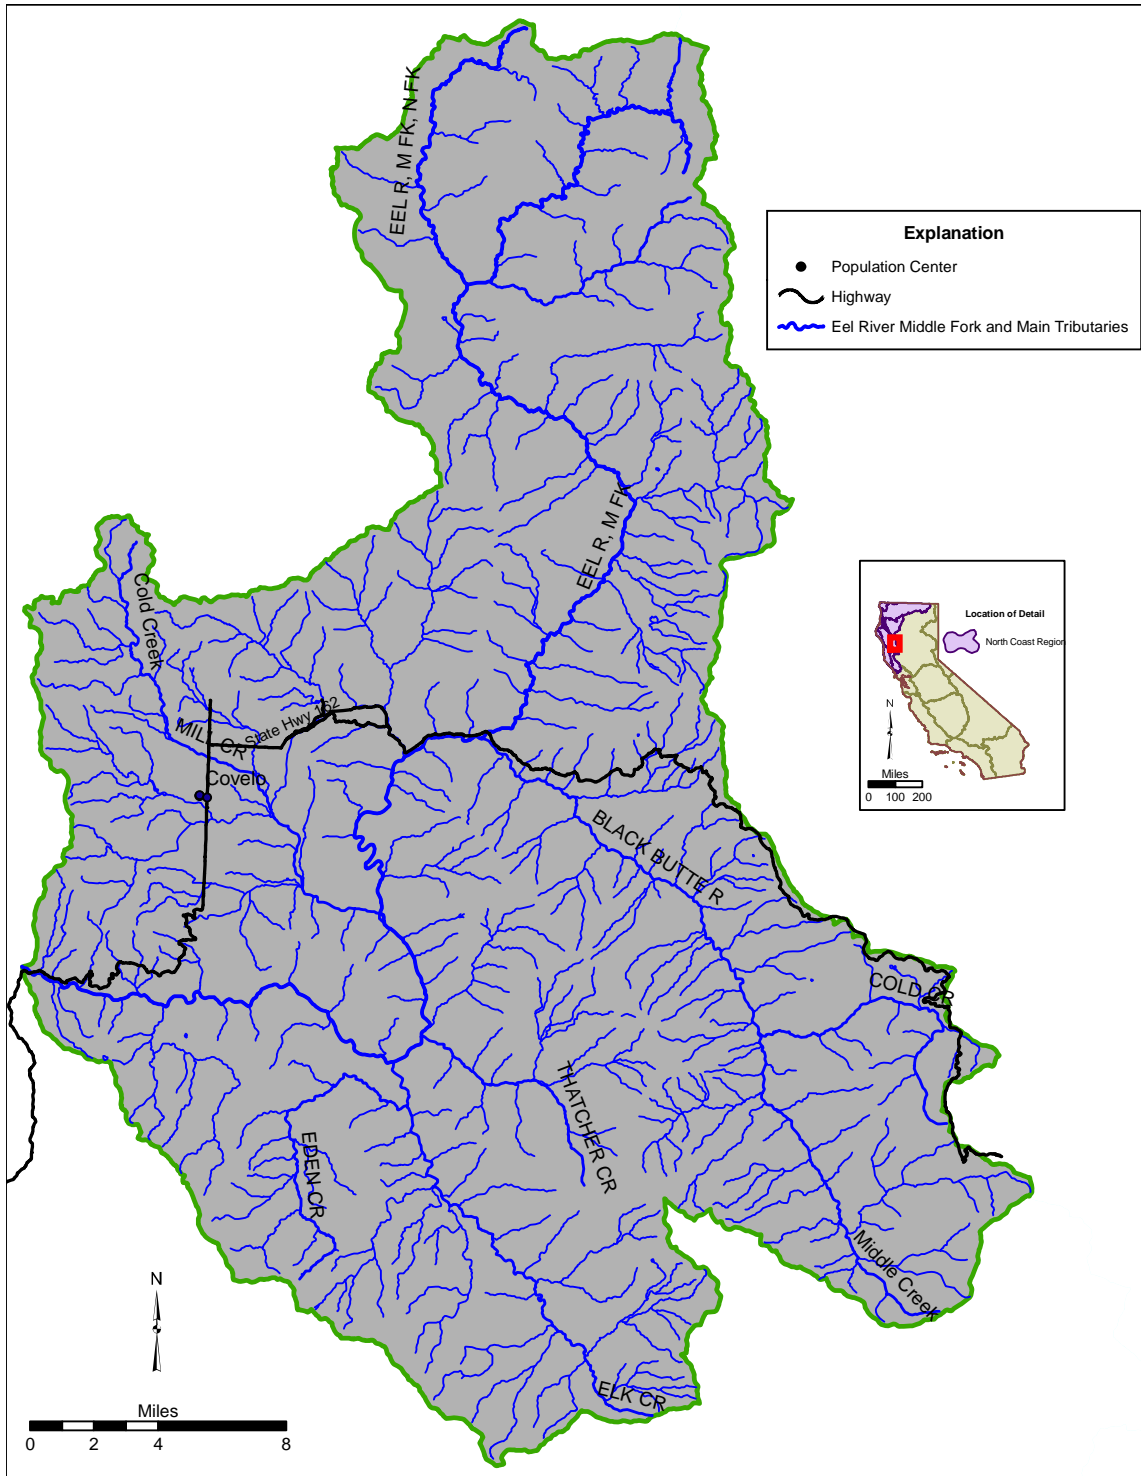 EEL R, M FK, N FK
Explanation
Population Center
Highway
Eel River Middle Fork and Main Tributaries
EEL R, M FK
Cold Creek
Location of Detail
North Coast Region
N
Miles
0 100 200
State Hwy 162
MILL CR
Covelo
BLACK BUTTE R
COLD CR
THATCHER CR
EDEN CR
Middle Creek
ELK CR
N
Miles
0 2 4 8